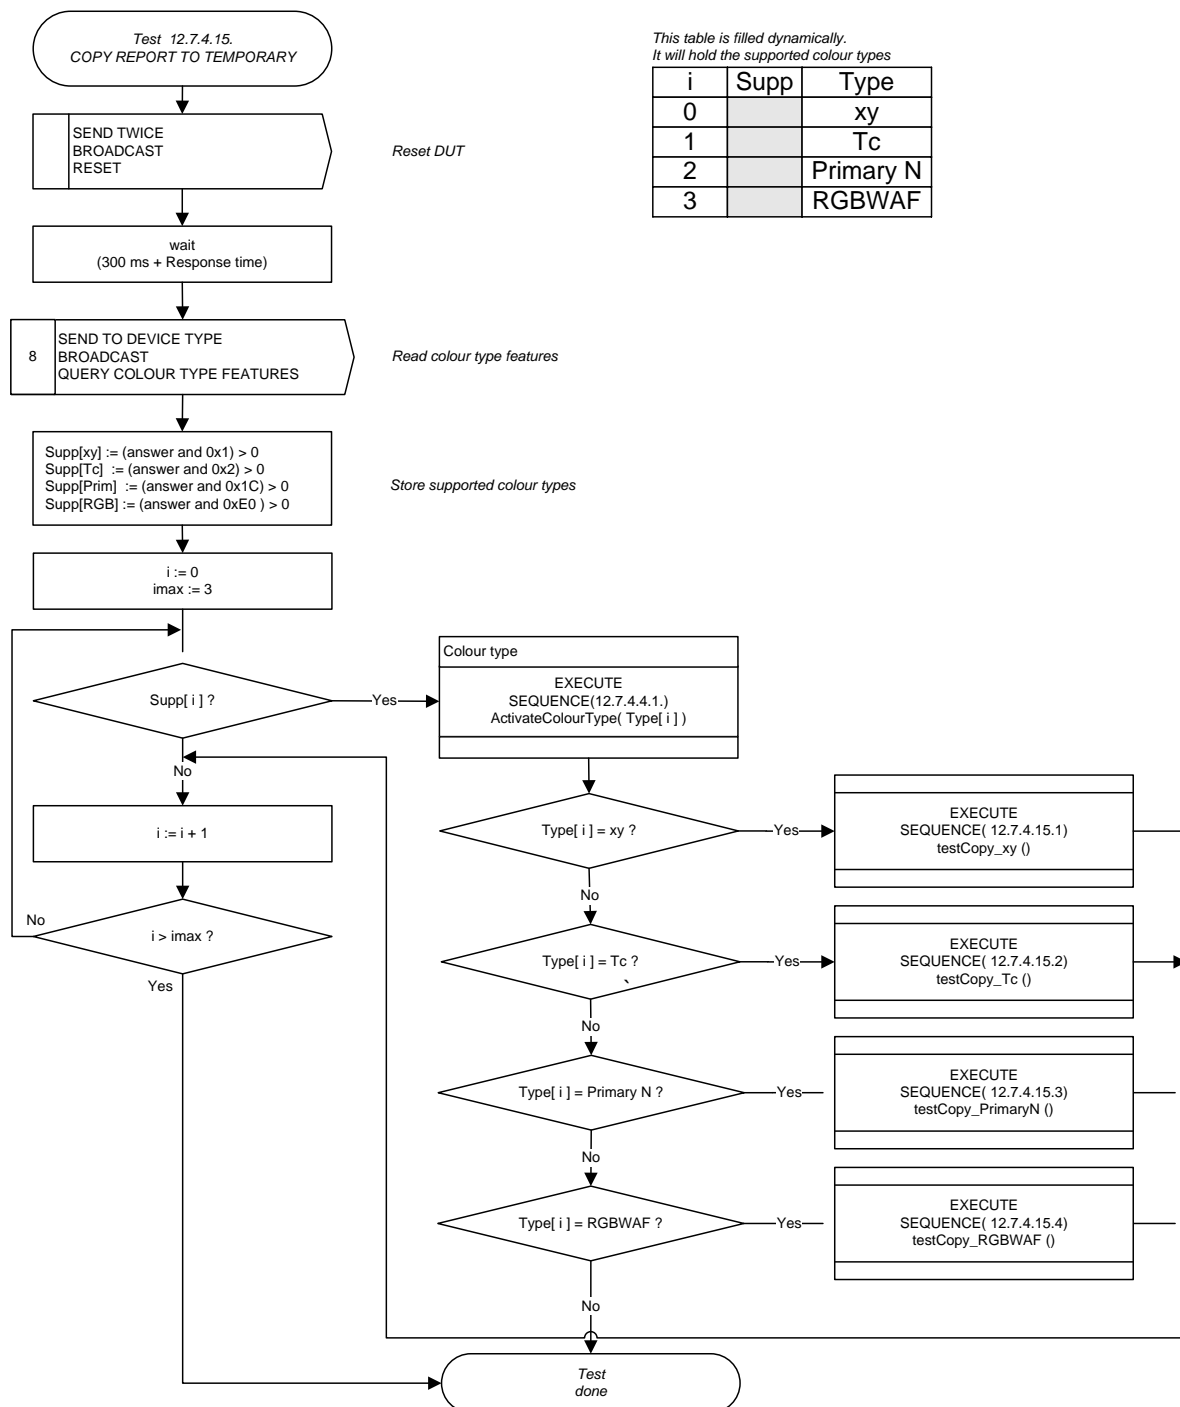 Test 12.7.4.15.
COPY REPORT TO TEMPORARY
This table is filled dynamically.
It will hold the supported colour types
i Supp Type
0 xy
1 Tc
2 Primary N
3 RGBWAF
SEND TWICE
BROADCAST
RESET
Reset DUT
wait
(300 ms + Response time)
8
SEND TO DEVICE TYPE
BROADCAST
QUERY COLOUR TYPE FEATURES
Read colour type features
Supp[xy] := (answer and 0x1) > 0
Supp[Tc] := (answer and 0x2) > 0
Supp[Prim] := (answer and 0x1C) > 0
Supp[RGB] := (answer and 0xE0 ) > 0
Store supported colour types
i := 0
imax := 3
Supp[ i ] ?
Yes
Colour type
EXECUTE
SEQUENCE(12.7.4.4.1.)
ActivateColourType( Type[ i ] )
No
i := i + 1
Type[ i ] = xy ?
Yes
EXECUTE
SEQUENCE( 12.7.4.15.1)
testCopy_xy ()
No
No
i > imax ?
Yes
Type[ i ] = Tc ?
`
Yes
EXECUTE
SEQUENCE( 12.7.4.15.2)
testCopy_Tc ()
No
Type[ i ] = Primary N ?
Yes
EXECUTE
SEQUENCE( 12.7.4.15.3)
testCopy_PrimaryN ()
No
Type[ i ] = RGBWAF ?
Yes
EXECUTE
SEQUENCE( 12.7.4.15.4)
testCopy_RGBWAF ()
No
Test
done